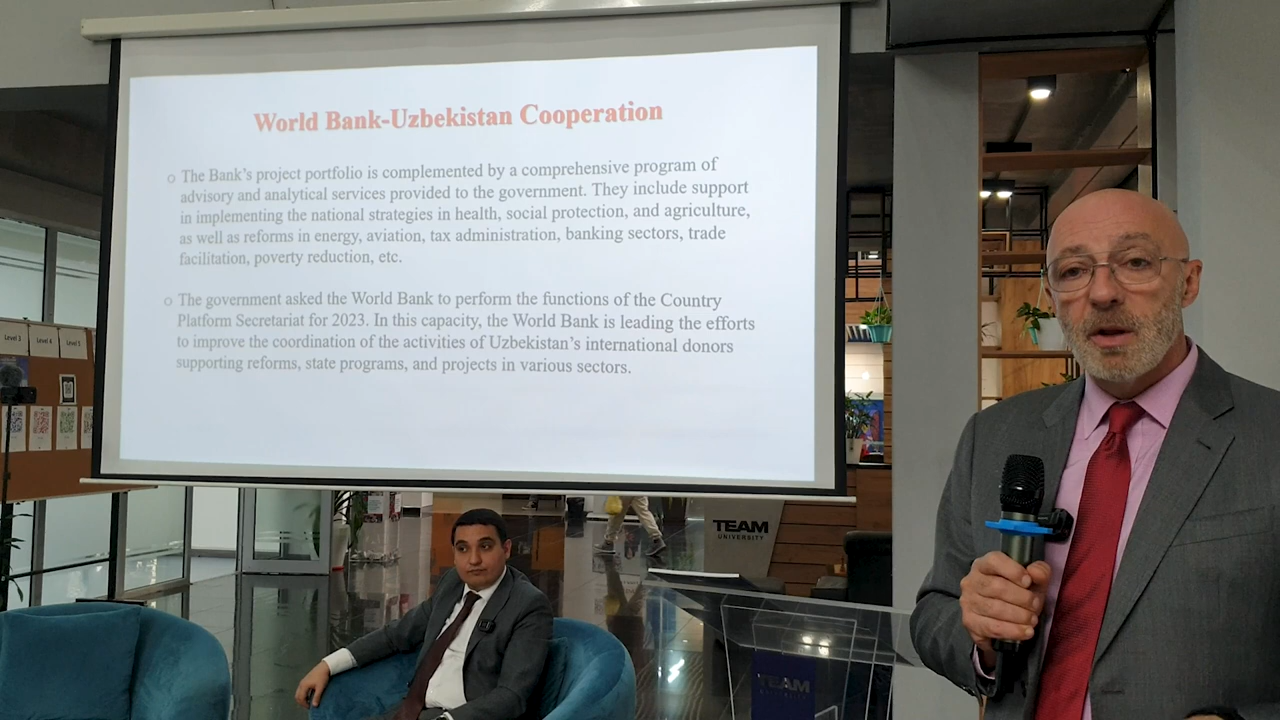 World Bank-Uzbekistan Cooperation
o The Bank's project portfolio is complemented by a comprehensive program of
advisory and analytical services provided to the government. They include support
in implementing the national strategies in health, social protection, and agriculture,
as well as reforms in energy, aviation, tax administration, banking sectors, trade
facilitation, poverty reduction, etc.
o The government asked the World Bank to perform the functions of the Country
Platform Secretariat for 2023. In this capacity, the World Bank is leading the efforts
to improve the coordination of the activities of Uzbekistan's international donors
supporting reforms, state programs, and projects in various sectors.
Level 3
Level 4
Level 5
TEAM
UNIVERSITY
TEAM
UNIVERSITY